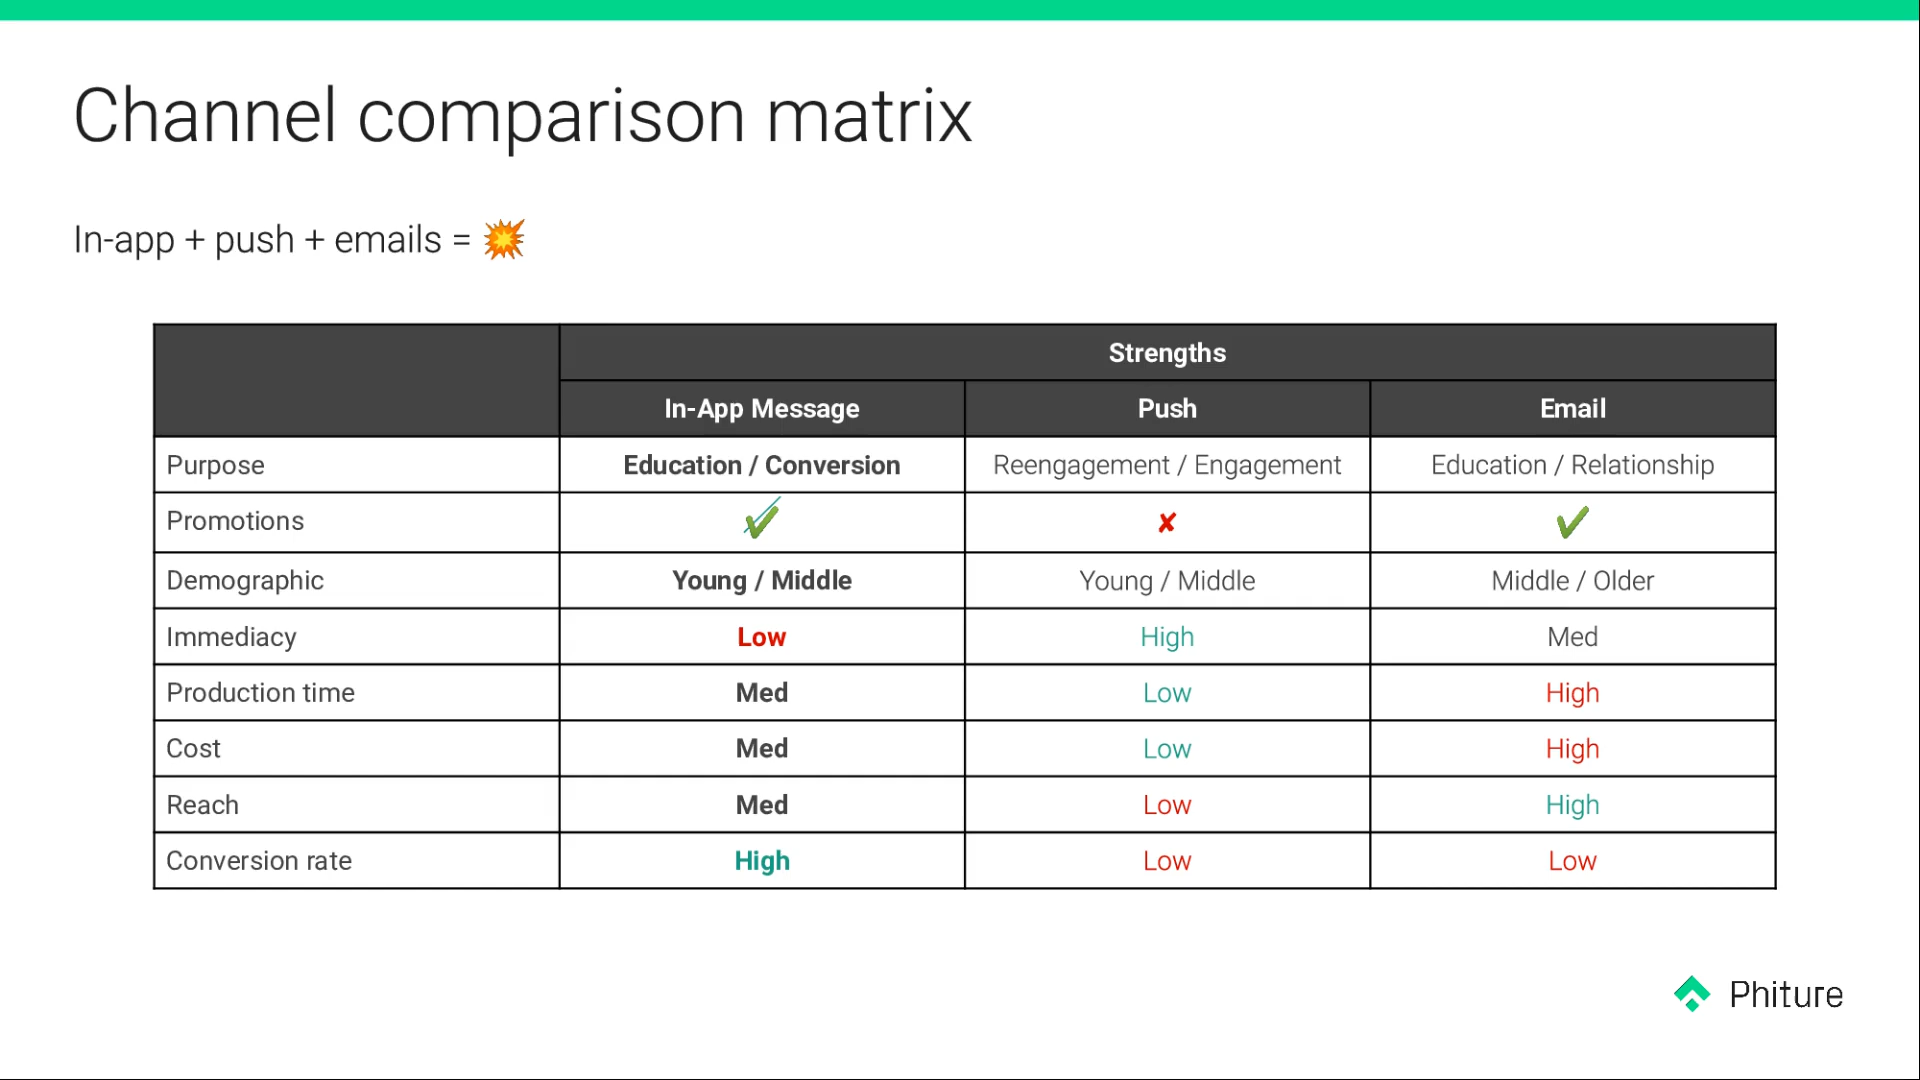 Channel comparison matrix
In-app + push + emails = 💥
Strengths
In-App Message Push Email
Purpose Education / Conversion Reengagement / Engagement Education / Relationship
Promotions ✔ ✘ ✔
Demographic Young / Middle Young / Middle Middle / Older
Immediacy Low High Med
Production time Med Low High
Cost Med Low High
Reach Med Low High
Conversion rate High Low Low
Phiture